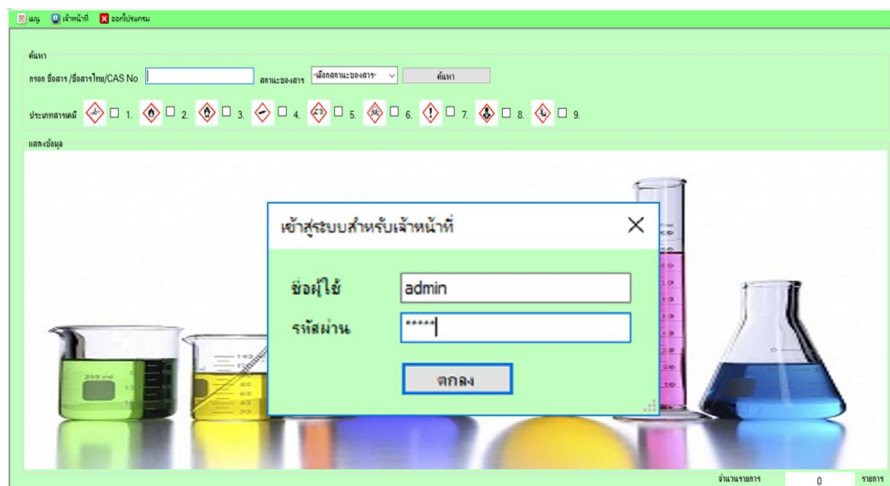 เมนู เจ้าหน้าที่ ออกโปรแกรม
ค้นหา
กรอก ชื่อสาร /ชื่อสารไทย/CAS No สถานะของสาร -เลือกสถานะของสาร- ค้นหา
ประเภทสารเคมี 1. 2. 3. 4. 5. 6. 7. 8. 9.
แสดงข้อมูล
เข้าสู่ระบบสำหรับเจ้าหน้าที่
ชื่อผู้ใช้ admin
รหัสผ่าน *****
ตกลง
จำนวนรายการ 0 รายการ